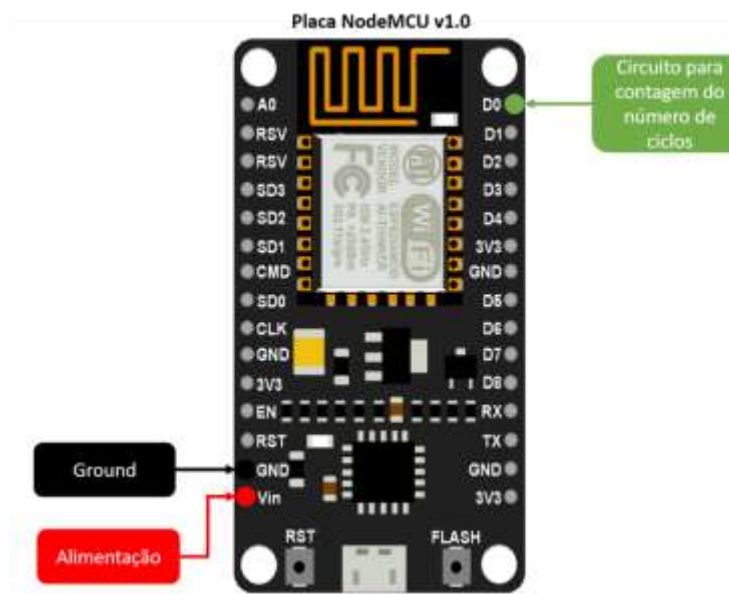 Placa NodeMCU v1.0
Circuito para
contagem do
número de
ciclos
A0
RSV
RSV
SD3
SD2
SD1
CMD
SD0
CLK
GND
3V3
EN
RST
GND
Vin
D0
D1
D2
D3
D4
3V3
GND
D5
D6
D7
D8
RX
TX
GND
3V3
FC
WiFi
Ground
Alimentação
RST
FLASH